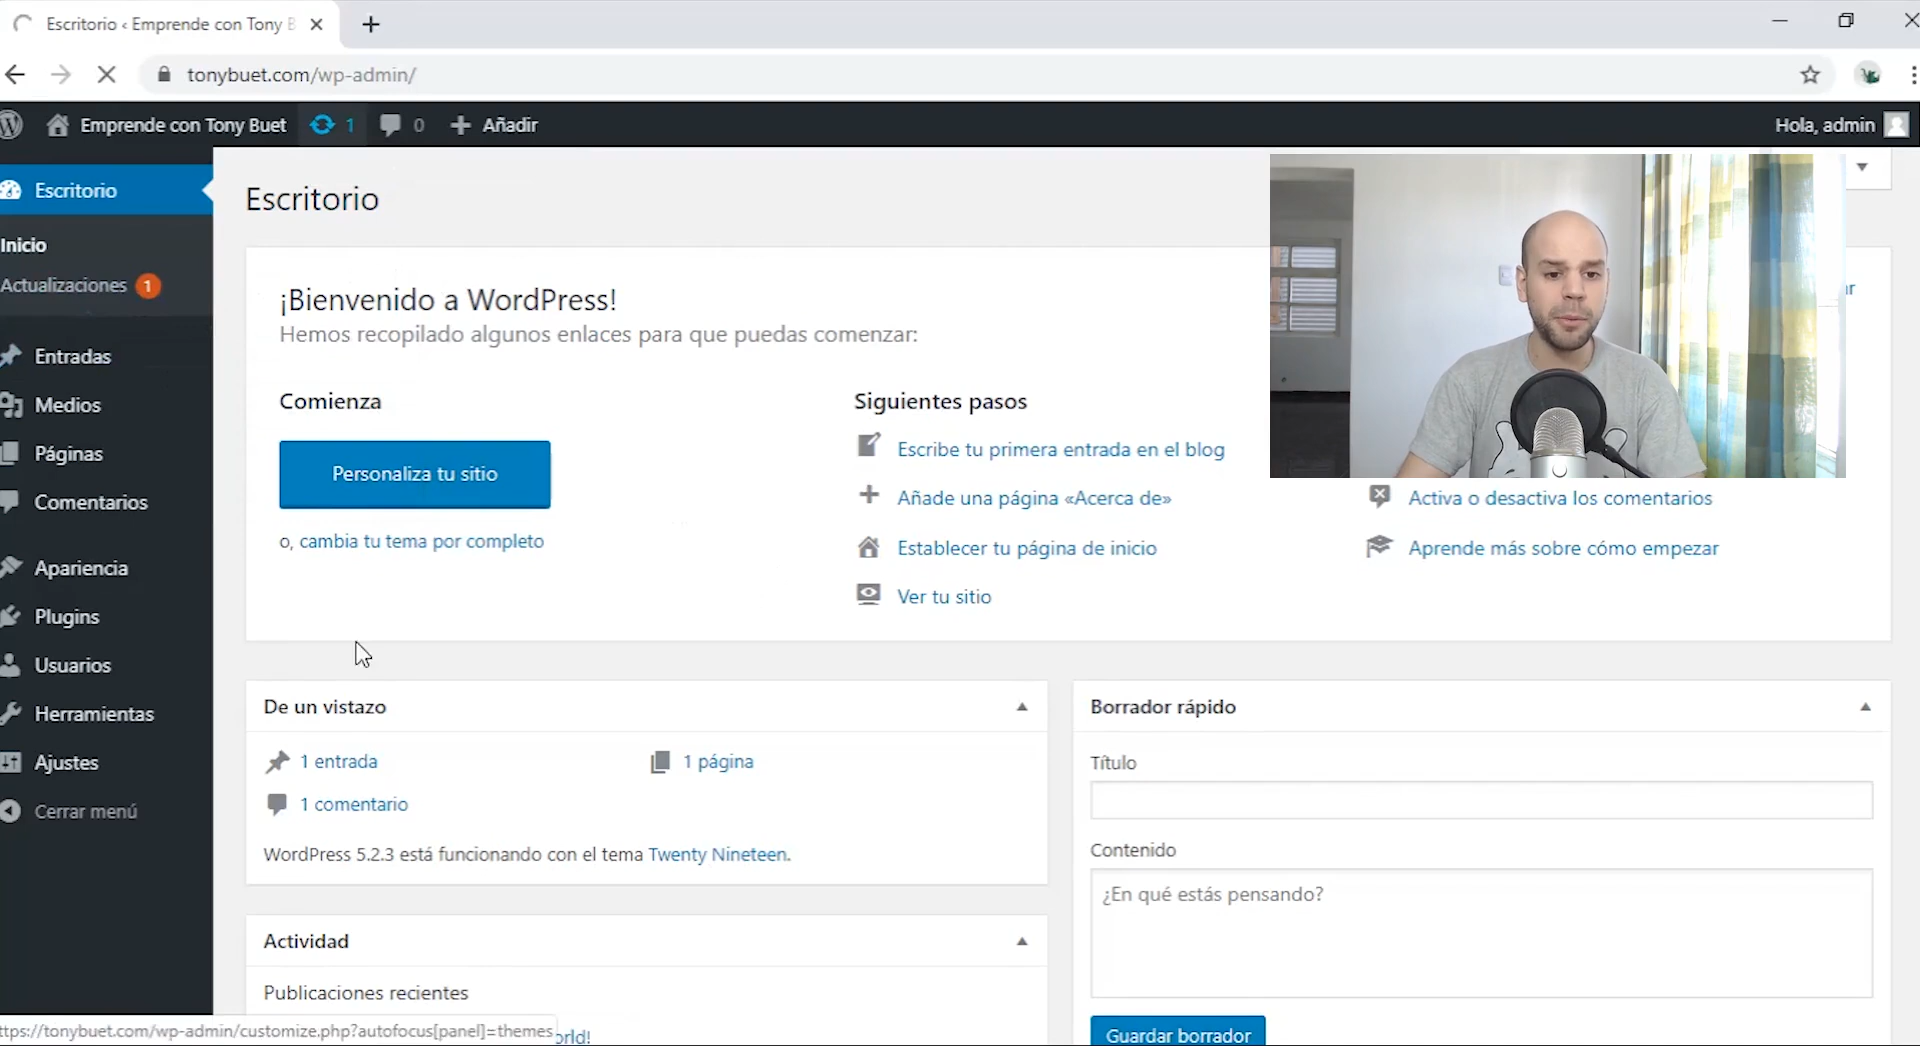 Escritorio ‹ Emprende con Tony B
tonybuet.com/wp-admin/
Emprende con Tony Buet 1 0 Añadir Hola, admin
Escritorio
Inicio
Actualizaciones 1
Entradas
Medios
Páginas
Comentarios
Apariencia
Plugins
Usuarios
Herramientas
Ajustes
Cerrar menú
Escritorio
¡Bienvenido a WordPress!
Hemos recopilado algunos enlaces para que puedas comenzar:
Comienza
Personaliza tu sitio
o, cambia tu tema por completo
Siguientes pasos
Escribe tu primera entrada en el blog
Añade una página «Acerca de»
Establecer tu página de inicio
Ver tu sitio
Activa o desactiva los comentarios
Aprende más sobre cómo empezar
De un vistazo
1 entrada 1 página
1 comentario
WordPress 5.2.3 está funcionando con el tema Twenty Nineteen.
Actividad
Publicaciones recientes
orld!
Borrador rápido
Título
Contenido
¿En qué estás pensando?
Guardar borrador
ttps://tonybuet.com/wp-admin/customize.php?autofocus[panel]=themes